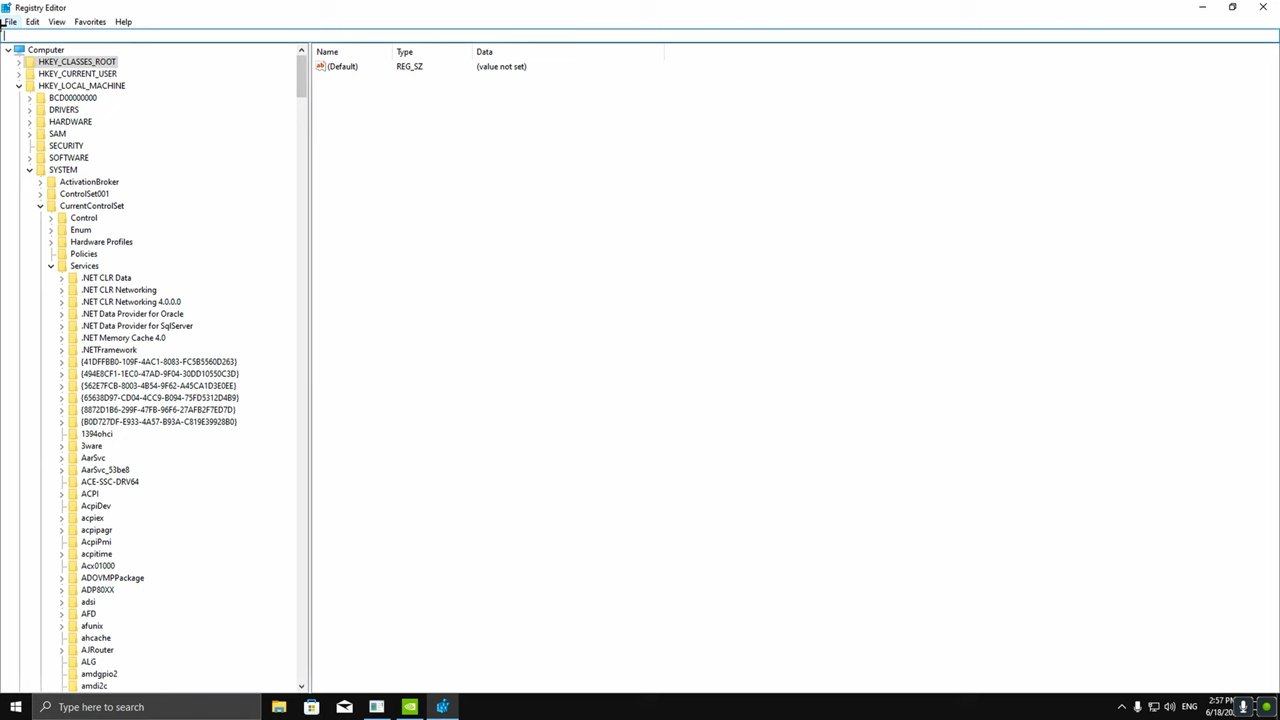 Registry Editor
File Edit View Favorites Help
Computer
HKEY_CLASSES_ROOT
HKEY_CURRENT_USER
HKEY_LOCAL_MACHINE
BCD00000000
DRIVERS
HARDWARE
SAM
SECURITY
SOFTWARE
SYSTEM
ActivationBroker
ControlSet001
CurrentControlSet
Control
Enum
Hardware Profiles
Policies
Services
.NET CLR Data
.NET CLR Networking
.NET CLR Networking 4.0.0.0
.NET Data Provider for Oracle
.NET Data Provider for SqlServer
.NET Memory Cache 4.0
.NETFramework
{41DFFBB0-109F-4AC1-8083-FC5B5560D263}
{494E8CF1-1EC0-47AD-9F04-30DD10550C3D}
{562E7FCB-8003-4B54-9F62-A45CA1D3E0EE}
{65638D97-CD04-4CC9-B094-75FD5312D4B9}
{8872D1B6-299F-47FB-96F6-27AFB2F7ED7D}
{B0D727DF-E933-4A57-B93A-C819E39928B0}
1394ohci
3ware
AarSvc
AarSvc_53be8
ACE-SSC-DRV64
ACPI
AcpiDev
acpiex
acpipagr
AcpiPmi
acpitime
Acx01000
ADOVMPPackage
ADP80XX
adsi
AFD
afunix
ahcache
AJRouter
ALG
amdgpio2
amdi2c
Name Type Data
ab (Default) REG_SZ (value not set)
Type here to search
ENG
2:57 PM
6/18/20